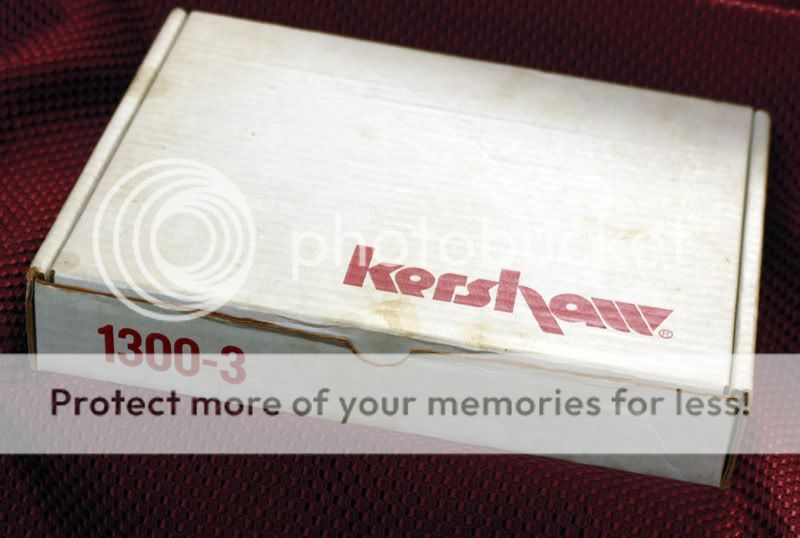 photobucket
kershaw®
1300-3
Protect more of your memories for less!